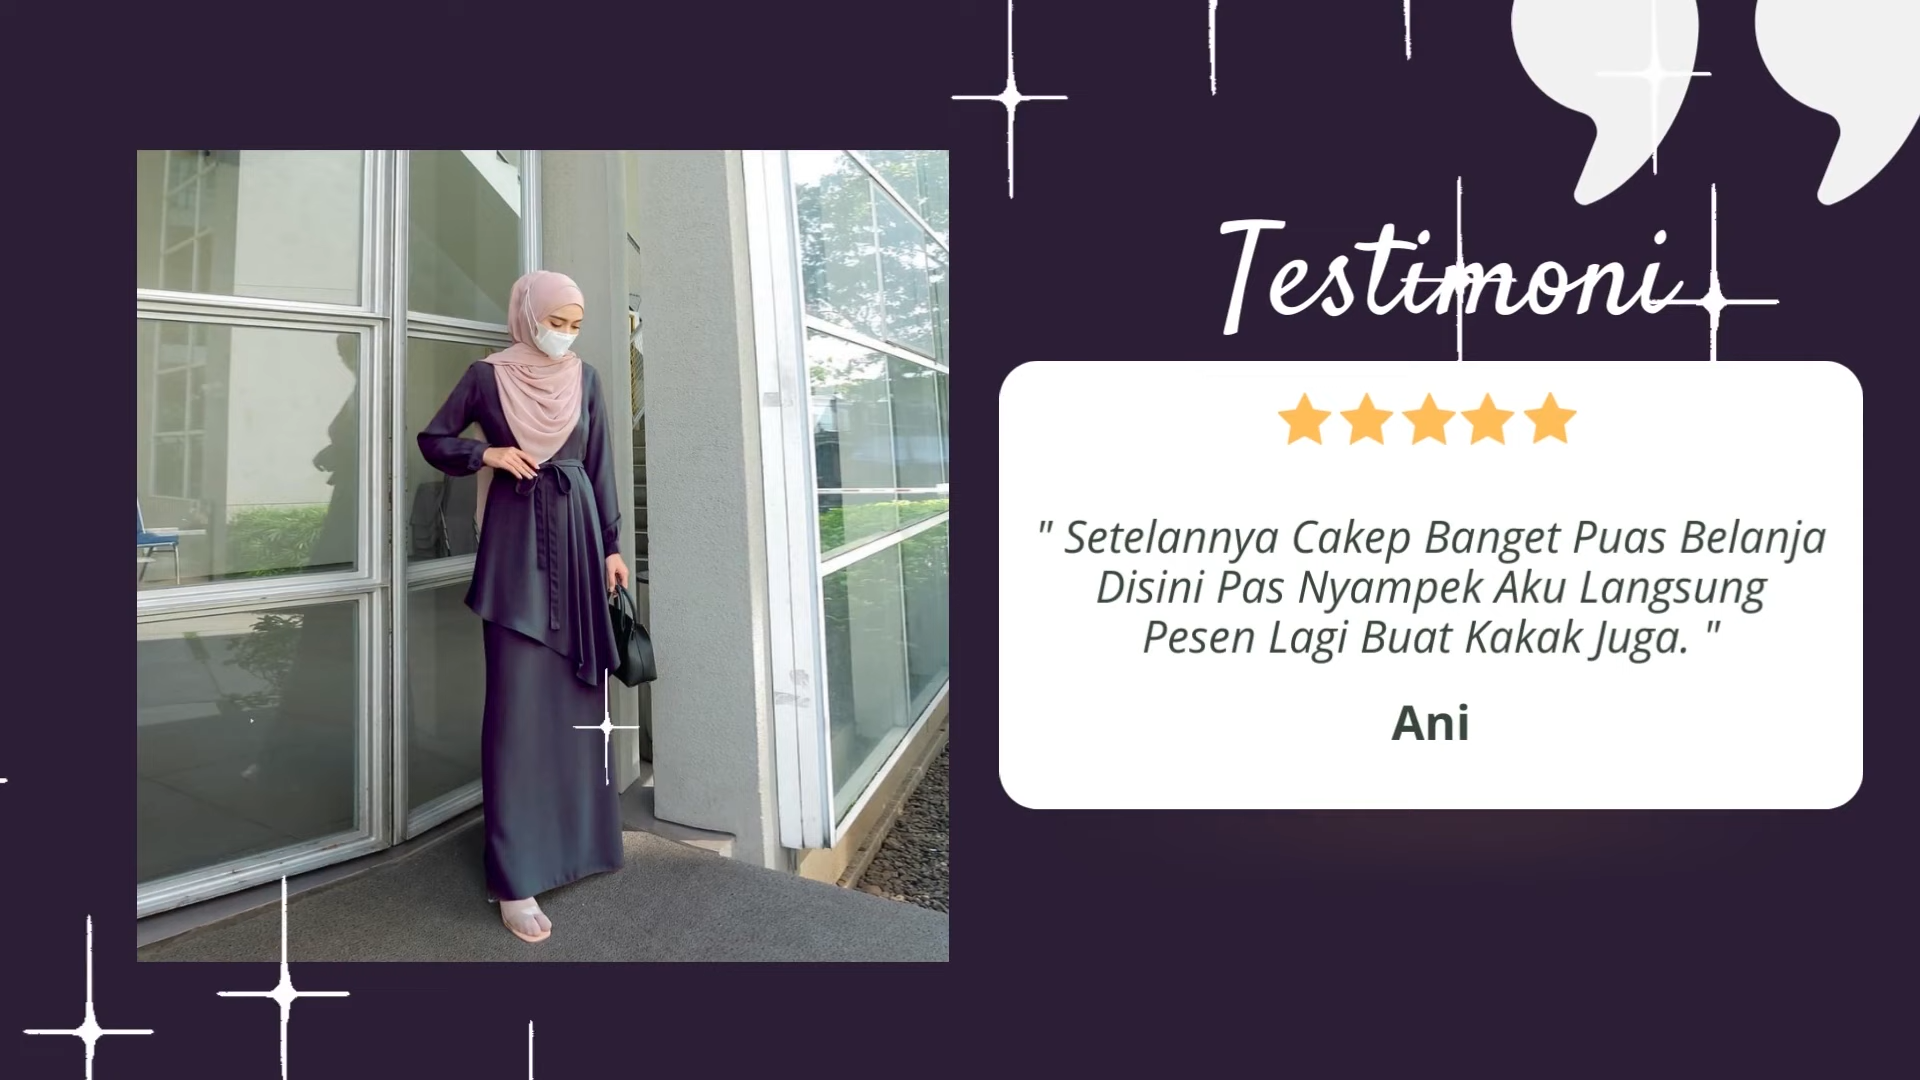 Testimoni
" Setelannya Cakep Banget Puas Belanja
Disini Pas Nyampek Aku Langsung
Pesen Lagi Buat Kakak Juga. "
Ani